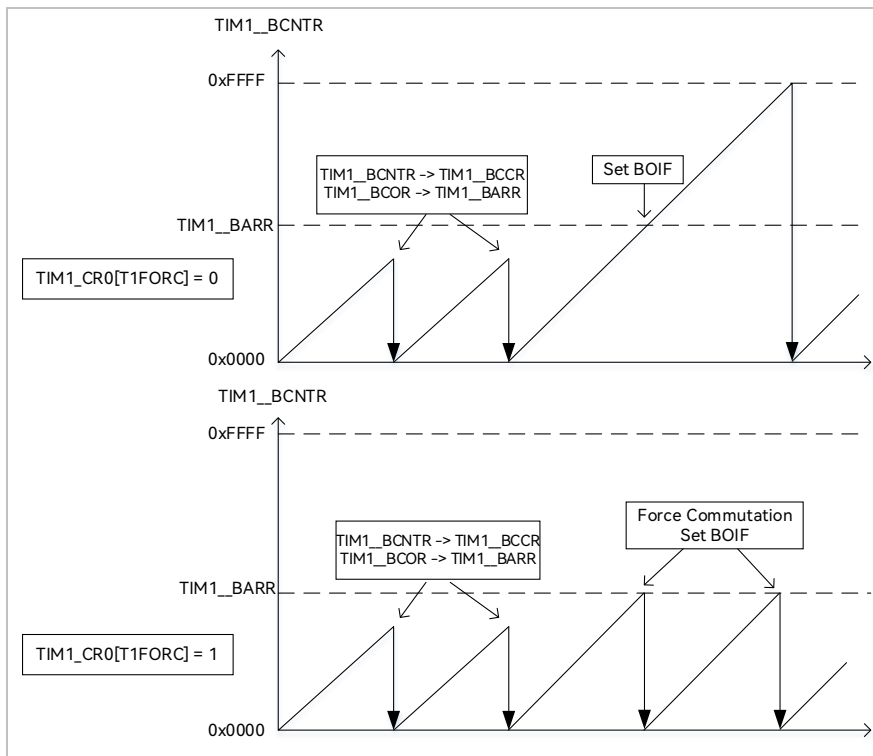 TIM1__BCNTR
0xFFFF
TIM1__BCNTR -> TIM1__BCCR
TIM1__BCOR -> TIM1__BARR
Set BOIF
TIM1__BARR
TIM1_CR0[T1FORC] = 0
0x0000
TIM1__BCNTR
0xFFFF
Force Commutation
Set BOIF
TIM1__BCNTR -> TIM1__BCCR
TIM1__BCOR -> TIM1__BARR
TIM1__BARR
TIM1_CR0[T1FORC] = 1
0x0000